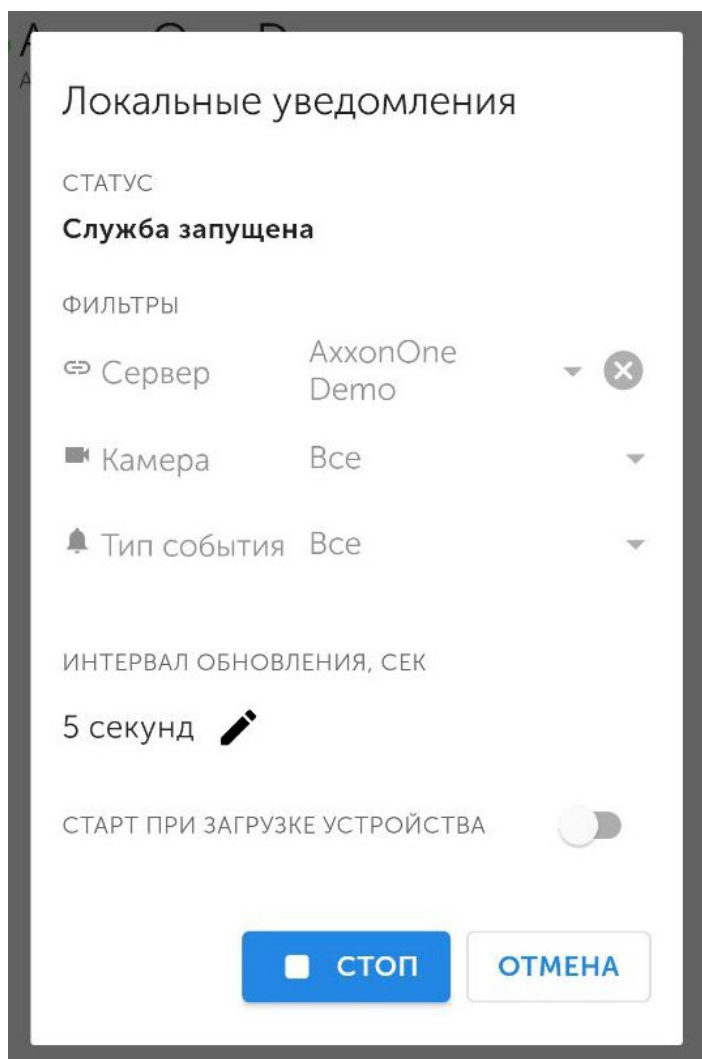 Локальные уведомления
СТАТУС
Служба запущена
ФИЛЬТРЫ
Сервер AxxonOne Demo
Камера Все
Тип события Все
ИНТЕРВАЛ ОБНОВЛЕНИЯ, СЕК
5 секунд
СТАРТ ПРИ ЗАГРУЗКЕ УСТРОЙСТВА
СТОП ОТМЕНА